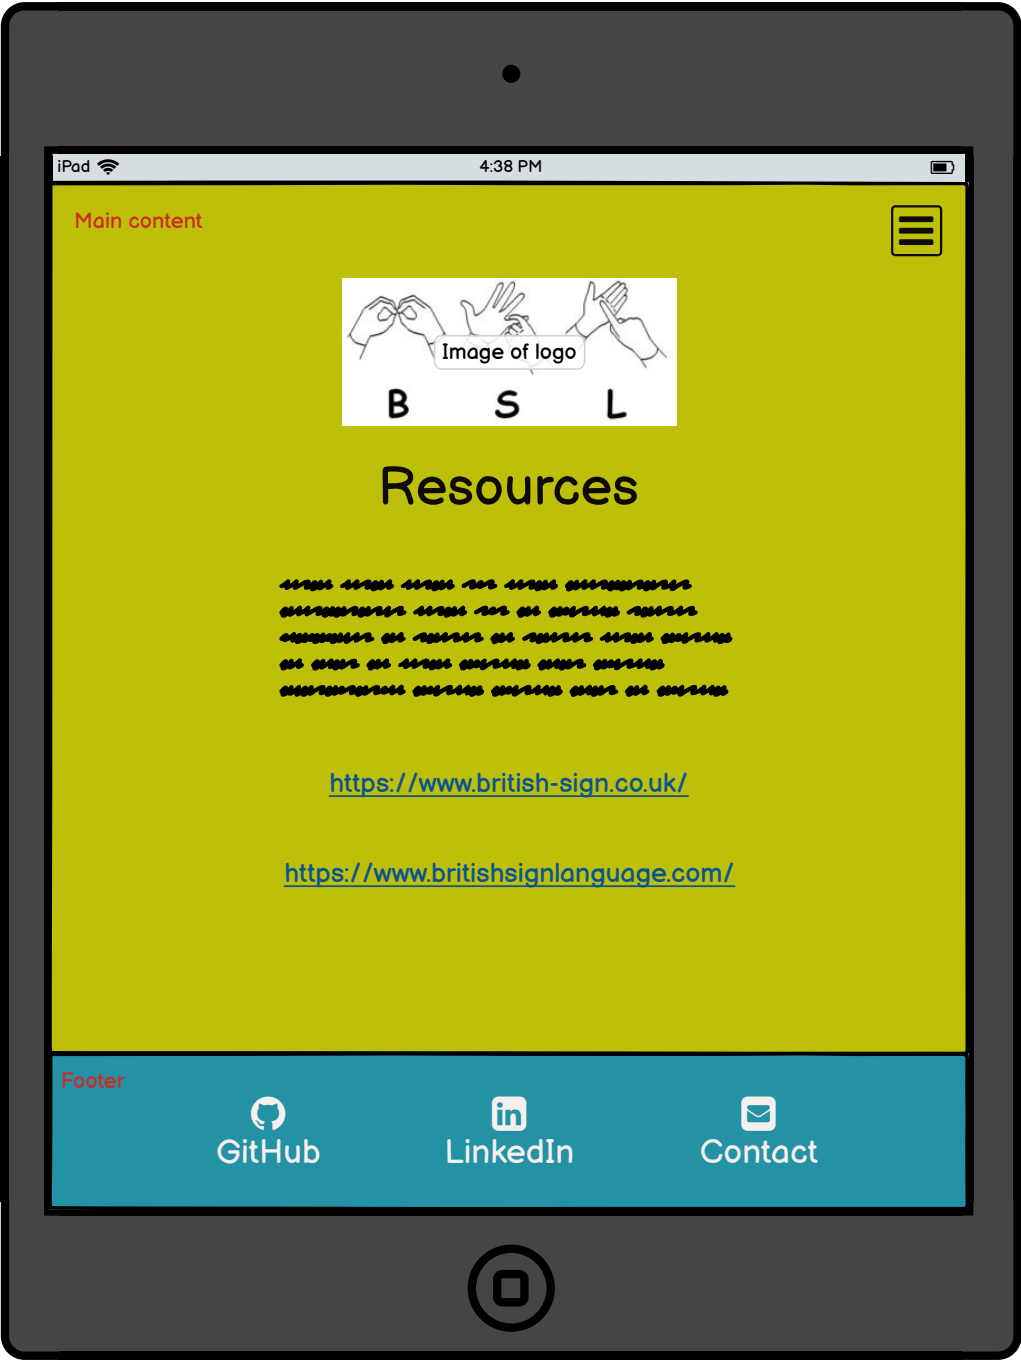 iPad
4:38 PM
Main content
Image of logo
B S L
Resources
https://www.british-sign.co.uk/
https://www.britishsignlanguage.com/
Footer
GitHub
LinkedIn
Contact